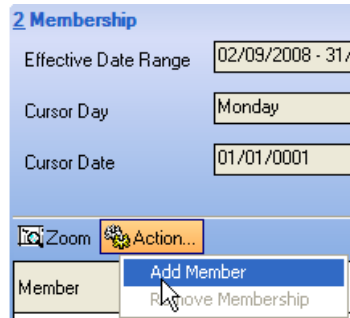 2 Membership
Effective Date Range 02/09/2008 - 31/
Cursor Day Monday
Cursor Date 01/01/0001
Zoom Action...
Add Member
Member Remove Membership